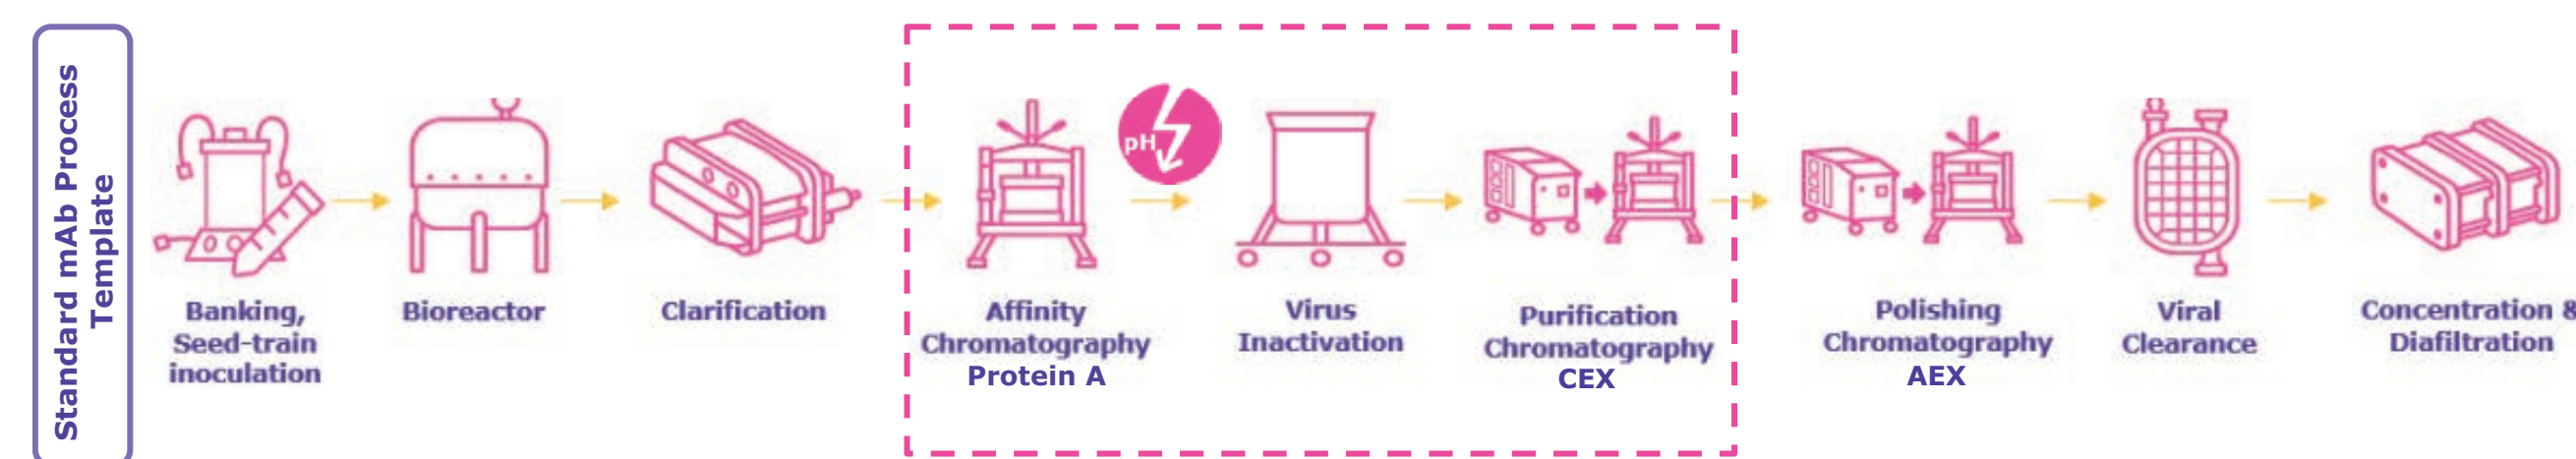 Standard mAb Process
Template
pH
Banking,
Seed-train
inoculation
Bioreactor
Clarification
Affinity
Chromatography
Protein A
Virus
Inactivation
Purification
Chromatography
CEX
Polishing
Chromatography
AEX
Viral
Clearance
Concentration &
Diafiltration